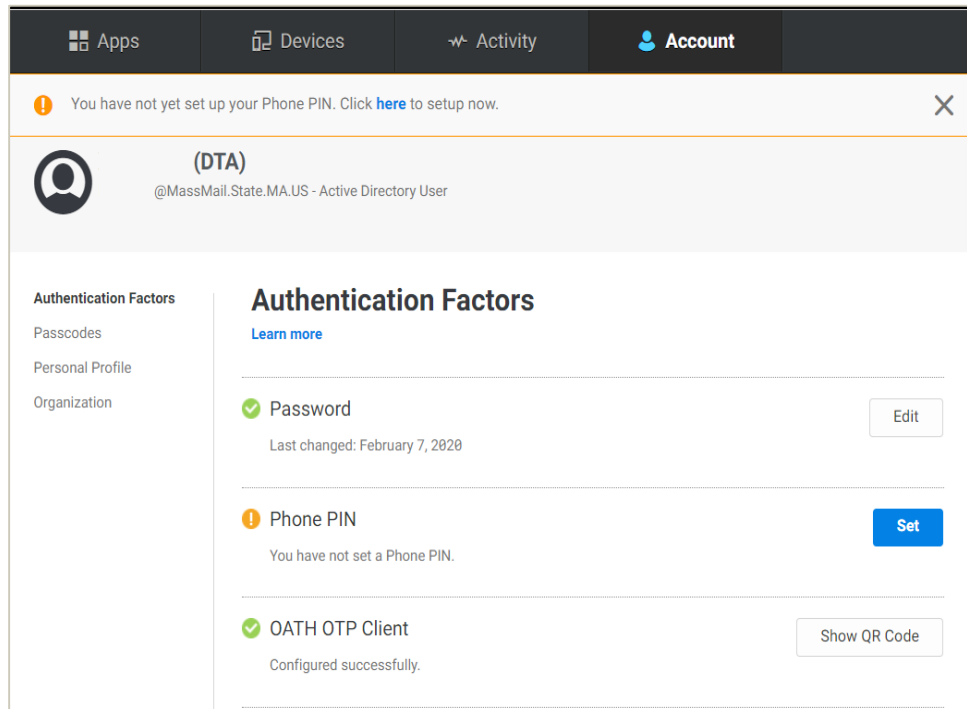 Apps Devices Activity Account
You have not yet set up your Phone PIN. Click here to setup now.
(DTA)
@MassMail.State.MA.US - Active Directory User
Authentication Factors
Passcodes
Personal Profile
Organization
Authentication Factors
Learn more
Password
Edit
Last changed: February 7, 2020
Phone PIN
Set
You have not set a Phone PIN.
OATH OTP Client
Show QR Code
Configured successfully.